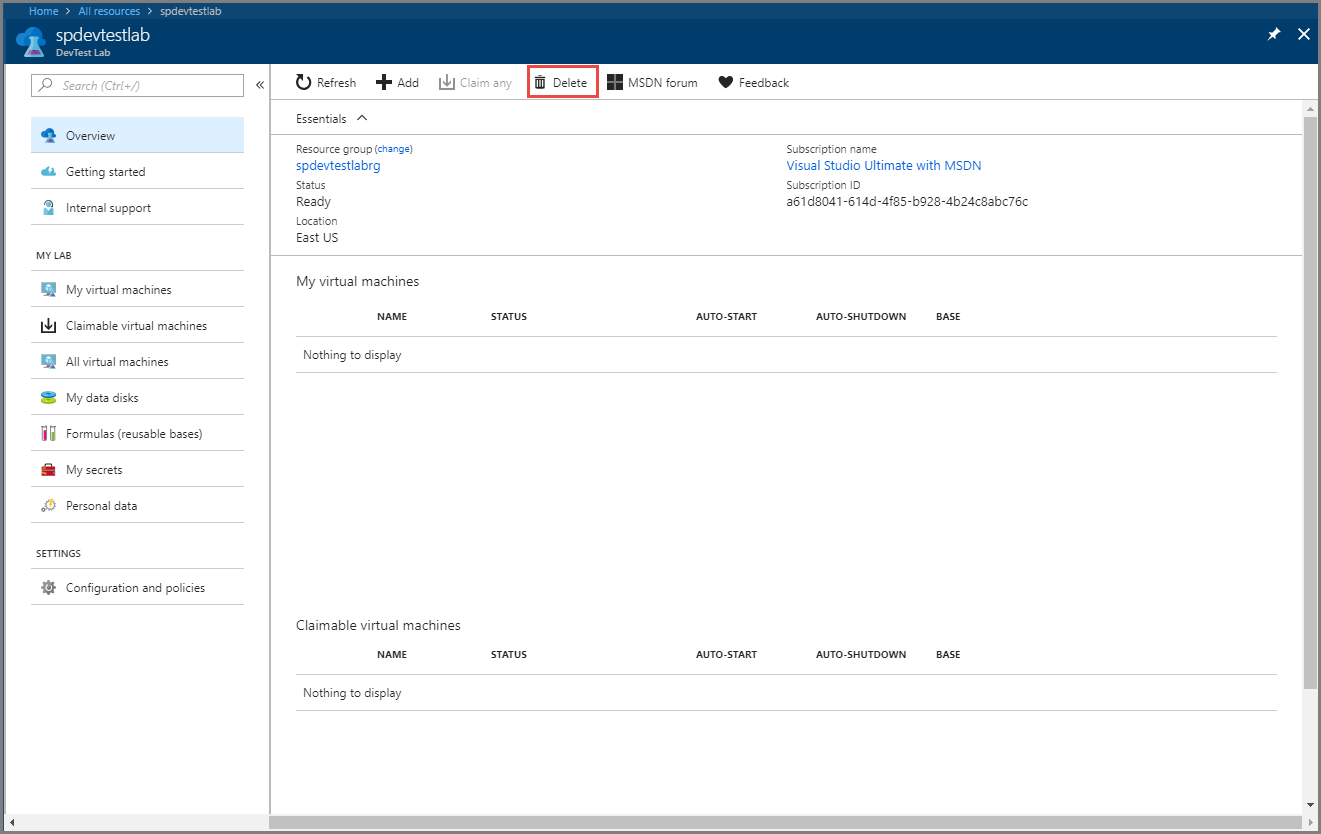 Home > All resources > spdevtestlab
spdevtestlab
DevTest Lab
Search (Ctrl+/)
«
Overview
Getting started
Internal support
MY LAB
My virtual machines
Claimable virtual machines
All virtual machines
My data disks
Formulas (reusable bases)
My secrets
Personal data
SETTINGS
Configuration and policies
Refresh Add Claim any Delete MSDN forum Feedback
Essentials
Resource group (change)
spdevtestlabrg
Status
Ready
Location
East US
Subscription name
Visual Studio Ultimate with MSDN
Subscription ID
a61d8041-614d-4f85-b928-4b24c8abc76c
My virtual machines
NAME STATUS AUTO-START AUTO-SHUTDOWN BASE
Nothing to display
Claimable virtual machines
NAME STATUS AUTO-START AUTO-SHUTDOWN BASE
Nothing to display